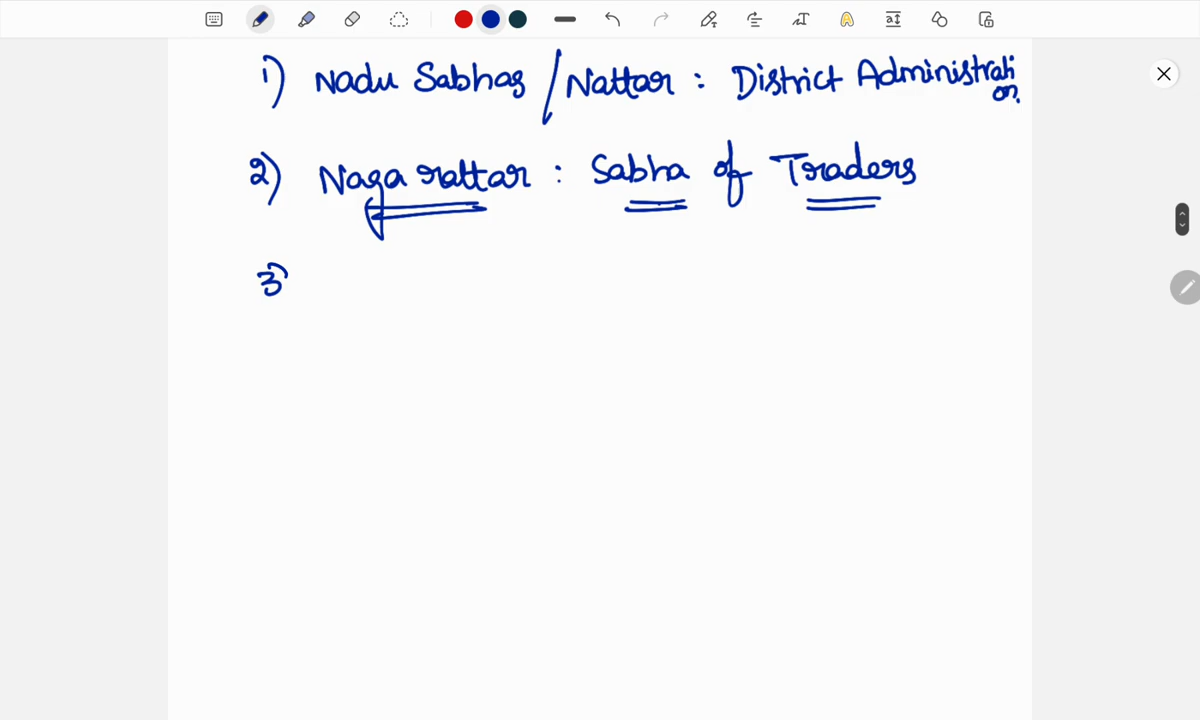 1) Nadu Sabhas / Nattar : District Administration.
2) Nagarattar : Sabha of Traders
3)